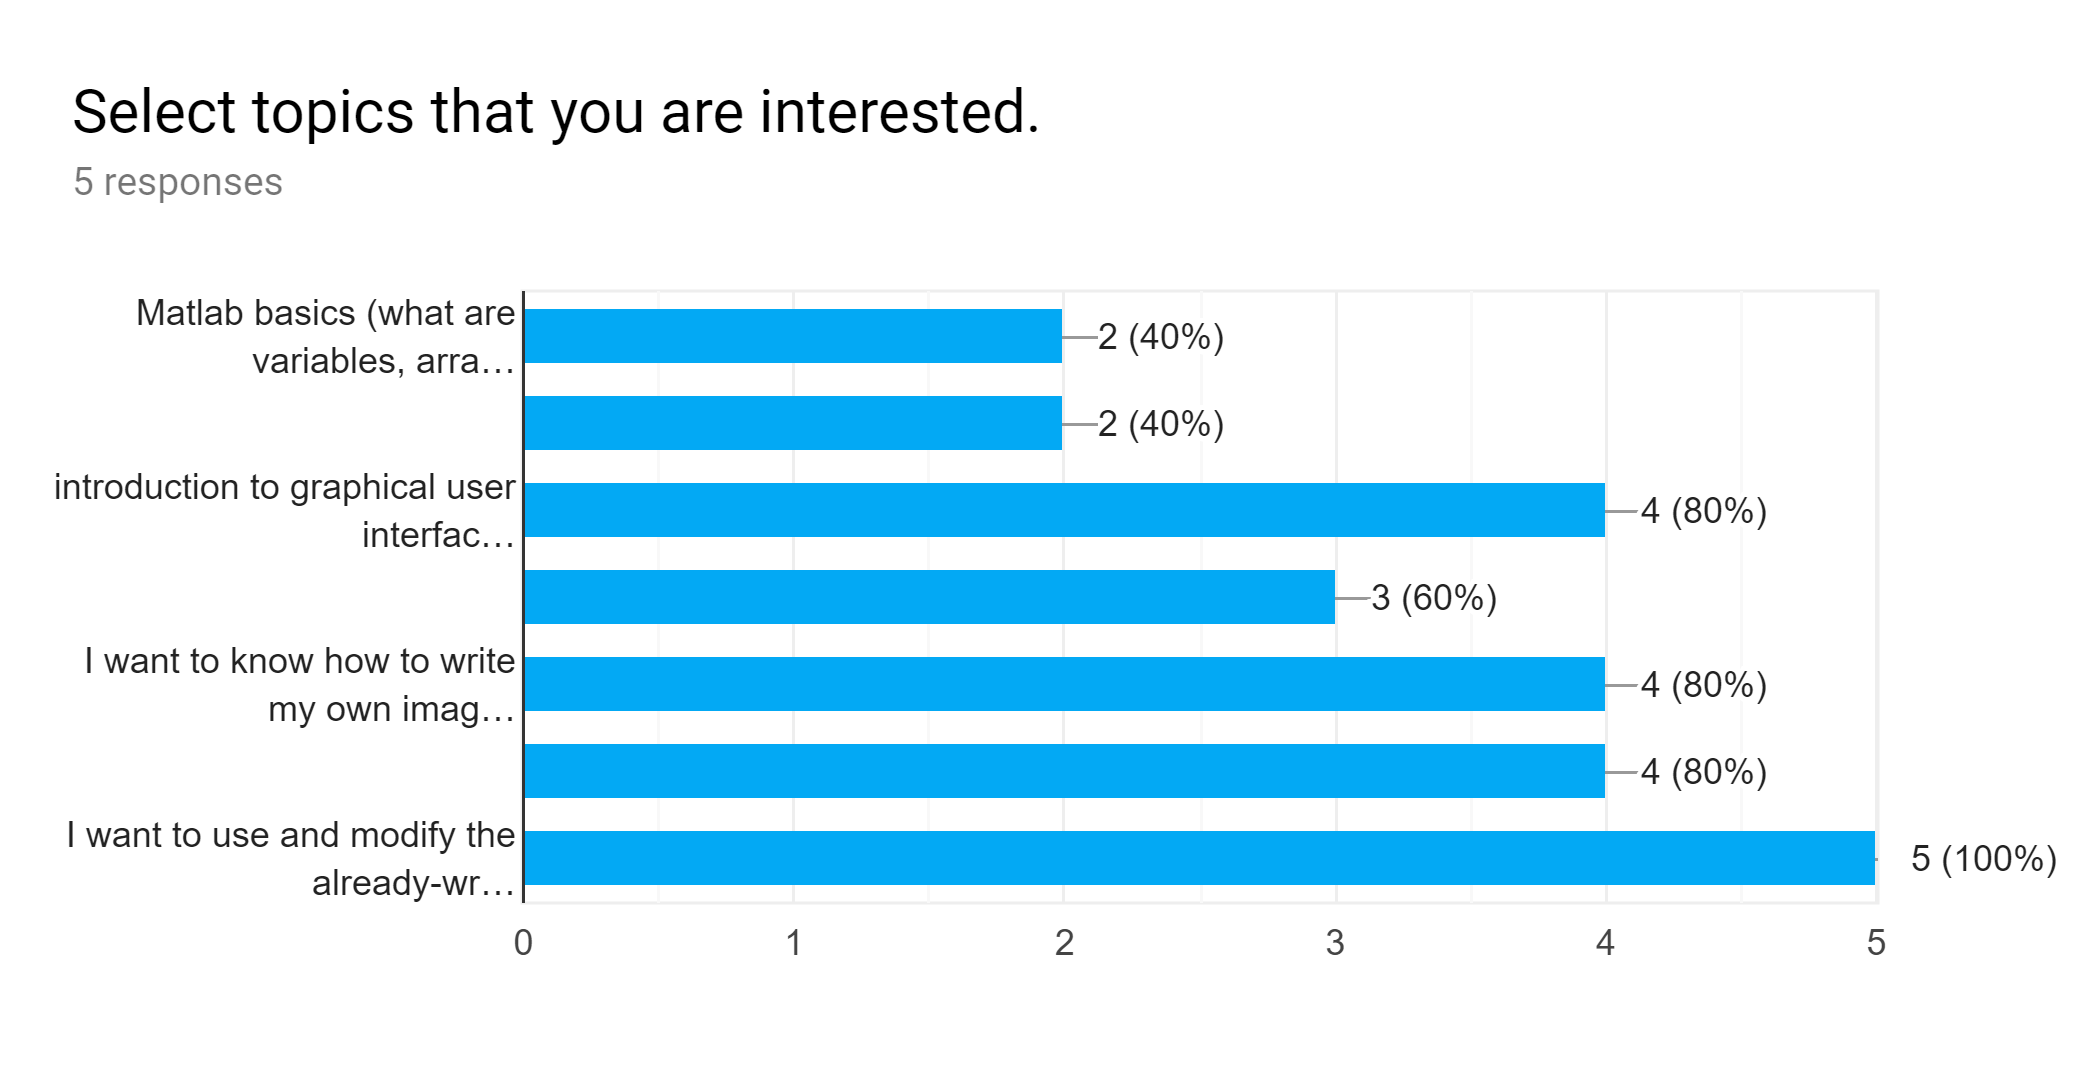 Select topics that you are interested.
5 responses
Matlab basics (what are
variables, arra…
2 (40%)
2 (40%)
introduction to graphical user
interfac…
4 (80%)
3 (60%)
I want to know how to write
my own imag…
4 (80%)
4 (80%)
I want to use and modify the
already-wr…
5 (100%)
0 1 2 3 4 5